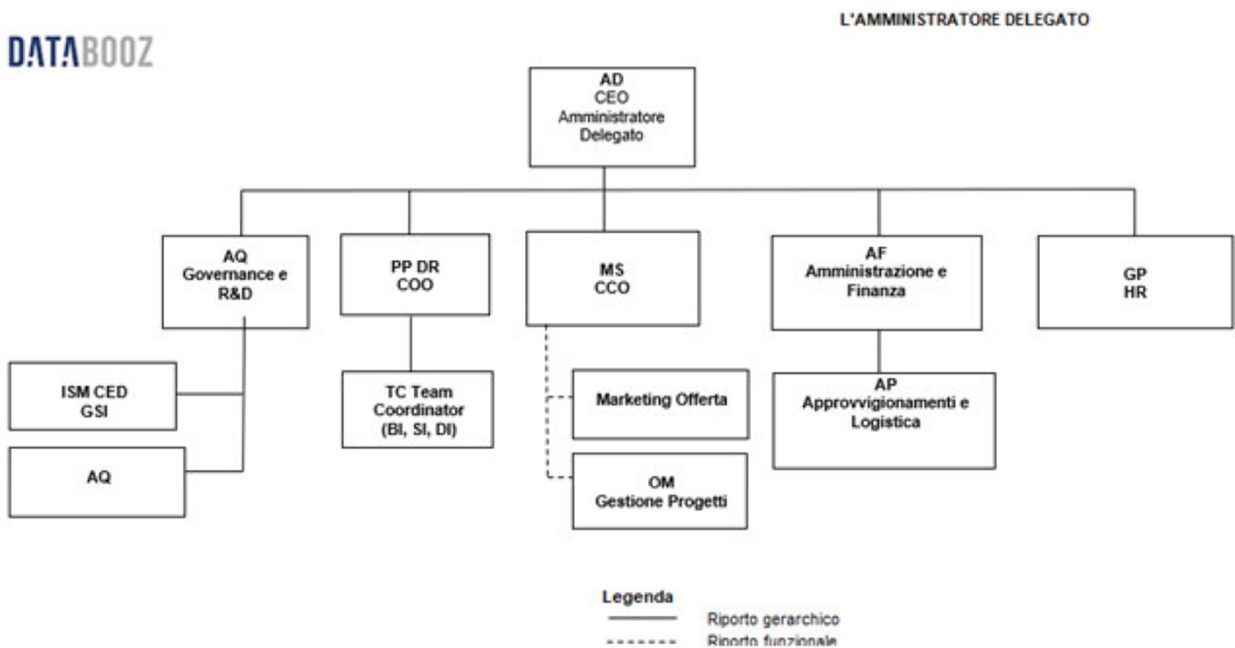 L'AMMINISTRATORE DELEGATO
DATABOOZ
AD
CEO
Amministratore
Delegato
AQ
Governance e
R&D
PP DR
COO
MS
CCO
AF
Amministrazione e
Finanza
GP
HR
ISM CED
GSI
TC Team
Coordinator
(BI, SI, DI)
Marketing Offerta
AP
Approvvigionamenti e
Logistica
AQ
OM
Gestione Progetti
Legenda
Riporto gerarchico
Riporto funzionale